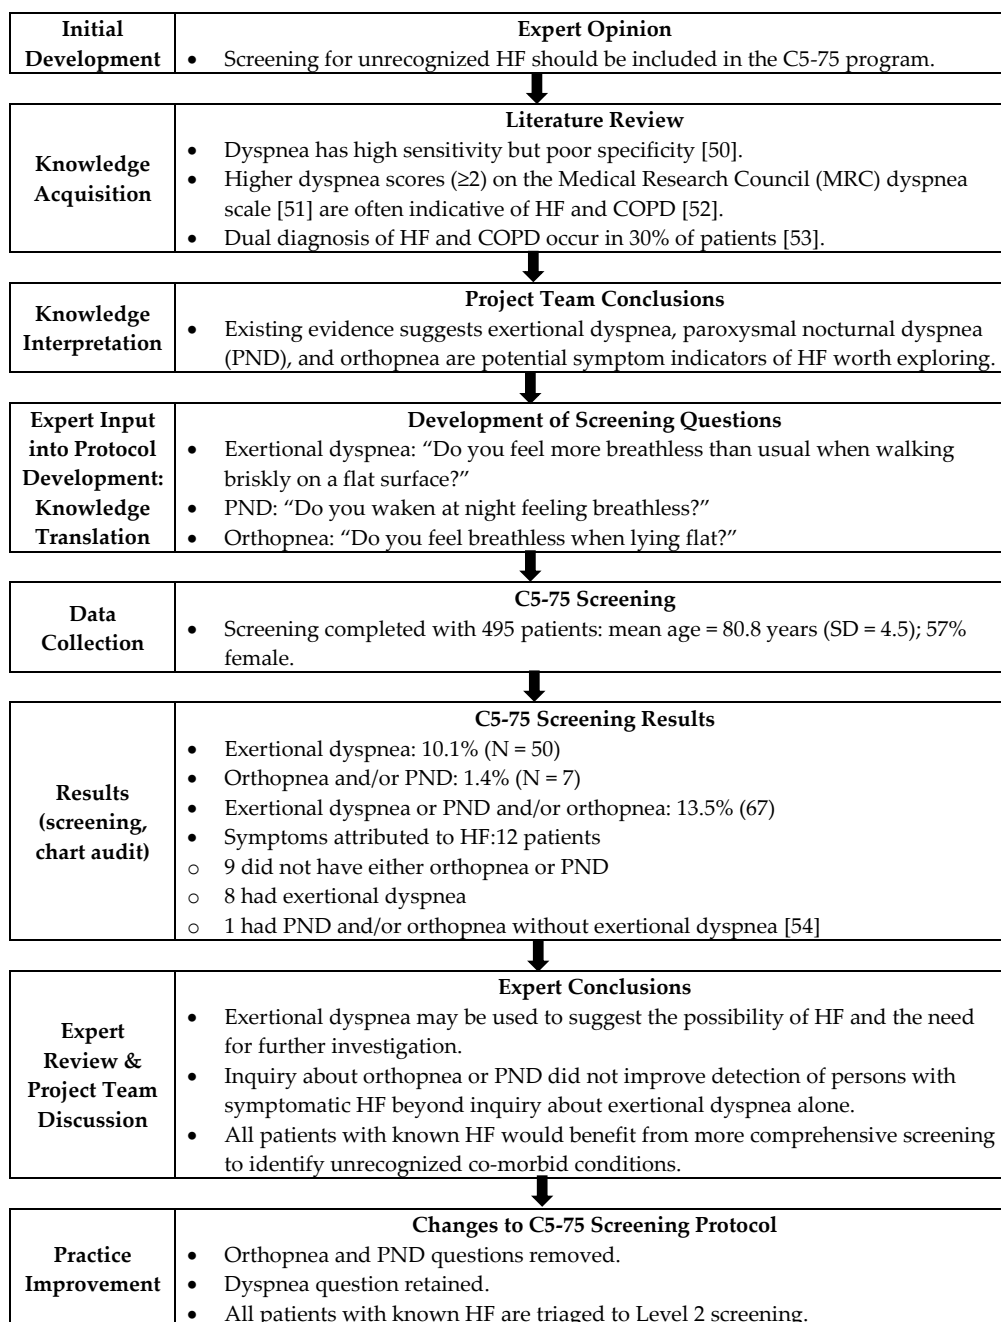 Initial
Development
Expert Opinion
• Screening for unrecognized HF should be included in the C5-75 program.
Knowledge
Acquisition
Literature Review
• Dyspnea has high sensitivity but poor specificity [50].
• Higher dyspnea scores (≥2) on the Medical Research Council (MRC) dyspnea
scale [51] are often indicative of HF and COPD [52].
• Dual diagnosis of HF and COPD occur in 30% of patients [53].
Knowledge
Interpretation
Project Team Conclusions
• Existing evidence suggests exertional dyspnea, paroxysmal nocturnal dyspnea
(PND), and orthopnea are potential symptom indicators of HF worth exploring.
Expert Input
into Protocol
Development:
Knowledge
Translation
Development of Screening Questions
• Exertional dyspnea: “Do you feel more breathless than usual when walking
briskly on a flat surface?”
• PND: “Do you waken at night feeling breathless?”
• Orthopnea: “Do you feel breathless when lying flat?”
Data
Collection
C5-75 Screening
• Screening completed with 495 patients: mean age = 80.8 years (SD = 4.5); 57%
female.
Results
(screening,
chart audit)
C5-75 Screening Results
• Exertional dyspnea: 10.1% (N = 50)
• Orthopnea and/or PND: 1.4% (N = 7)
• Exertional dyspnea or PND and/or orthopnea: 13.5% (67)
• Symptoms attributed to HF:12 patients
o 9 did not have either orthopnea or PND
o 8 had exertional dyspnea
o 1 had PND and/or orthopnea without exertional dyspnea [54]
Expert
Review &
Project Team
Discussion
Expert Conclusions
• Exertional dyspnea may be used to suggest the possibility of HF and the need
for further investigation.
• Inquiry about orthopnea or PND did not improve detection of persons with
symptomatic HF beyond inquiry about exertional dyspnea alone.
• All patients with known HF would benefit from more comprehensive screening
to identify unrecognized co-morbid conditions.
Practice
Improvement
Changes to C5-75 Screening Protocol
• Orthopnea and PND questions removed.
• Dyspnea question retained.
• All patients with known HF are triaged to Level 2 screening.